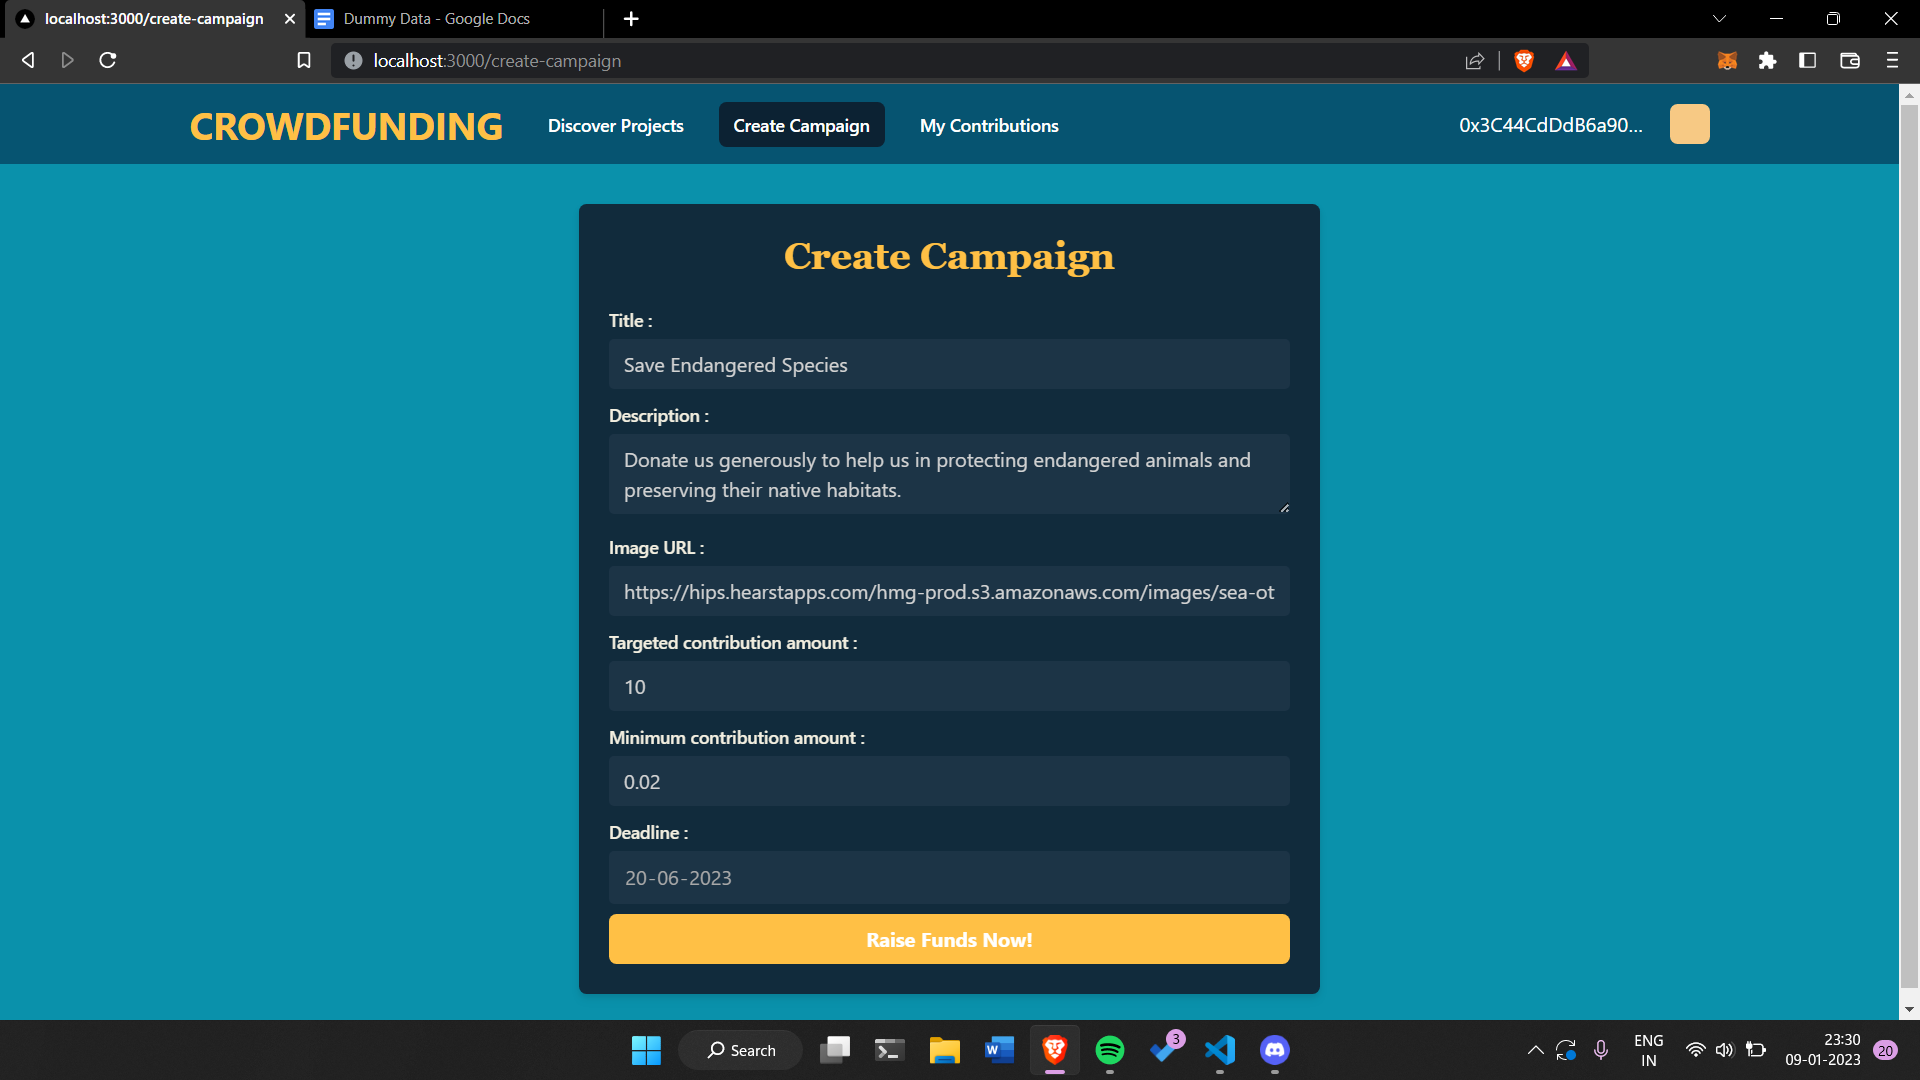 localhost:3000/create-campaign
Dummy Data - Google Docs
localhost:3000/create-campaign
CROWDFUNDING
Discover Projects
Create Campaign
My Contributions
0x3C44CdDdB6a90...
Create Campaign
Title :
Save Endangered Species
Description :
Donate us generously to help us in protecting endangered animals and
preserving their native habitats.
Image URL :
https://hips.hearstapps.com/hmg-prod.s3.amazonaws.com/images/sea-ot
Targeted contribution amount :
10
Minimum contribution amount :
0.02
Deadline :
20-06-2023
Raise Funds Now!
Search
W
3
ENG
IN
23:30
09-01-2023
20